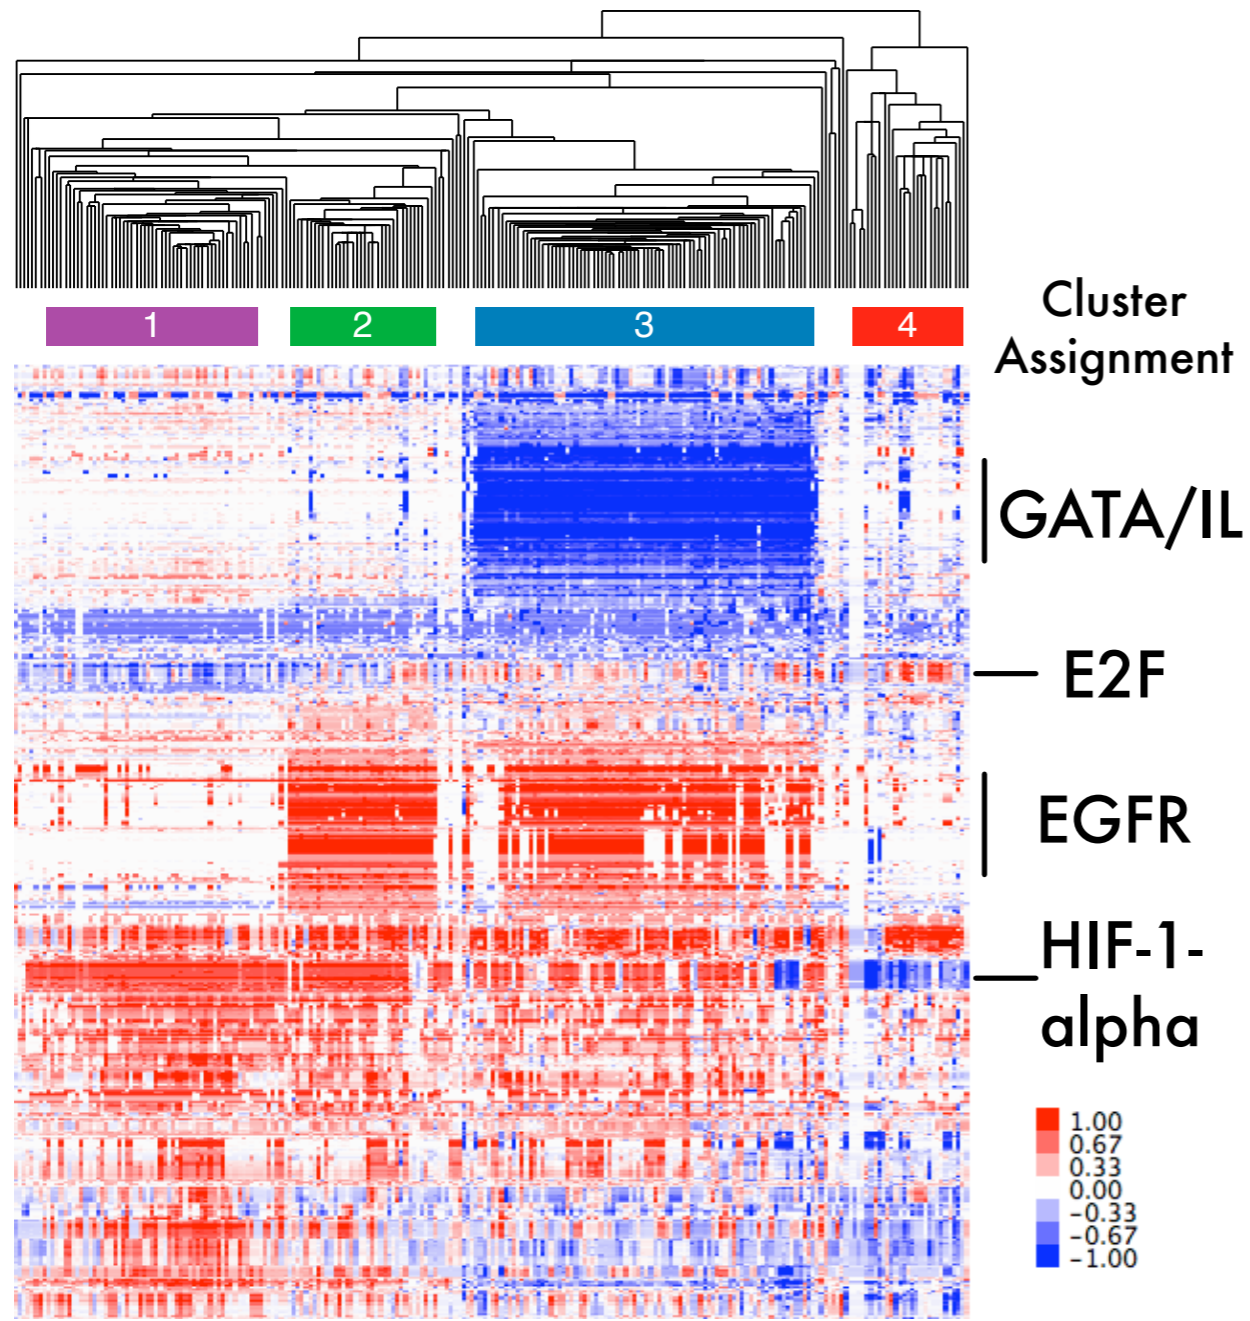 1 2 3 4
Cluster
Assignment
GATA/IL
E2F
EGFR
HIF-1-
alpha
1.00
0.67
0.33
0.00
-0.33
-0.67
-1.00